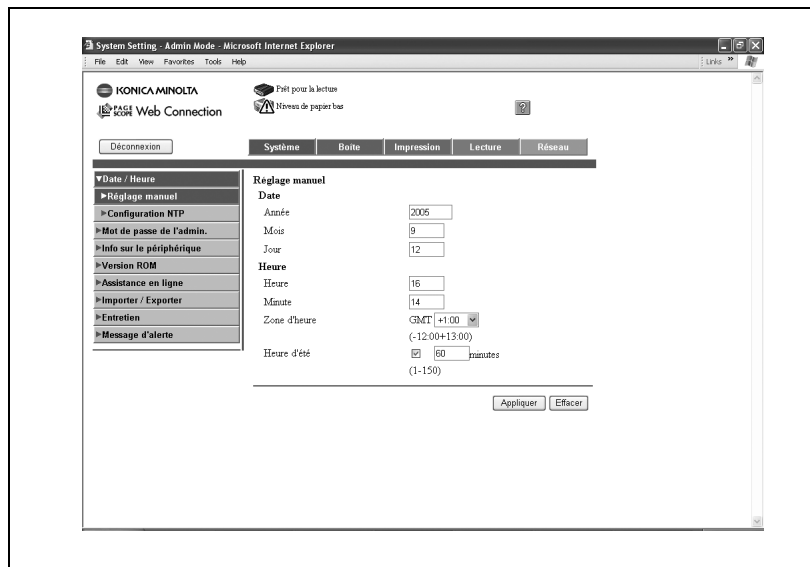 System Setting - Admin Mode - Microsoft Internet Explorer
File Edit View Favorites Tools Help
Links »
KONICA MINOLTA
PAGE SCOPE Web Connection
Prêt pour la lecture
Niveau de papier bas
?
Déconnexion
Système Boite Impression Lecture Réseau
▼Date / Heure
►Réglage manuel
►Configuration NTP
►Mot de passe de l'admin.
►Info sur le périphérique
►Version ROM
►Assistance en ligne
►Importer / Exporter
►Entretien
►Message d'alerte
Réglage manuel
Date
Année 2005
Mois 9
Jour 12
Heure
Heure 16
Minute 14
Zone d'heure GMT +1:00
(-12:00+13:00)
Heure d'été 60 minutes
(1-150)
Appliquer Effacer